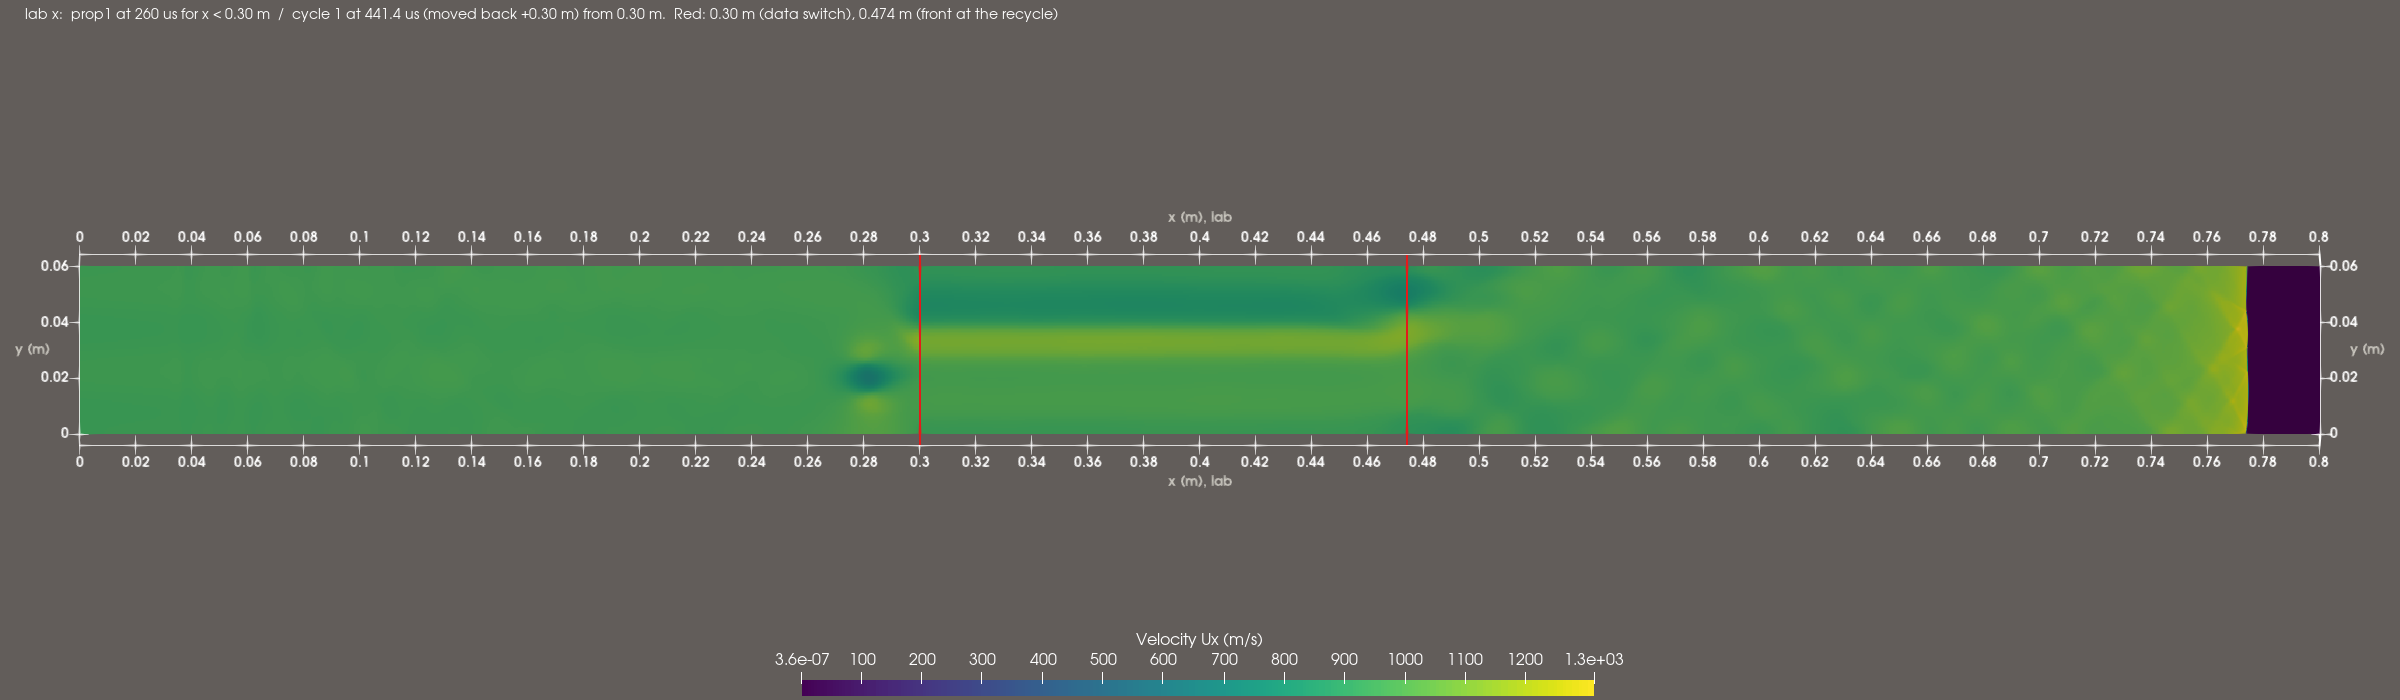 lab x:  prop1 at 260 us for x < 0.30 m  /  cycle 1 at 441.4 us (moved back +0.30 m) from 0.30 m.  Red: 0.30 m (data switch), 0.474 m (front at the recycle)
x (m), lab
0 0.02 0.04 0.06 0.08 0.1 0.12 0.14 0.16 0.18 0.2 0.22 0.24 0.26 0.28 0.3 0.32 0.34 0.36 0.38 0.4 0.42 0.44 0.46 0.48 0.5 0.52 0.54 0.56 0.58 0.6 0.62 0.64 0.66 0.68 0.7 0.72 0.74 0.76 0.78 0.8
0.06 0.06
0.04 0.04
y (m) y (m)
0.02 0.02
0 0
0 0.02 0.04 0.06 0.08 0.1 0.12 0.14 0.16 0.18 0.2 0.22 0.24 0.26 0.28 0.3 0.32 0.34 0.36 0.38 0.4 0.42 0.44 0.46 0.48 0.5 0.52 0.54 0.56 0.58 0.6 0.62 0.64 0.66 0.68 0.7 0.72 0.74 0.76 0.78 0.8
x (m), lab
Velocity Ux (m/s)
3.6e-07 100 200 300 400 500 600 700 800 900 1000 1100 1200 1.3e+03